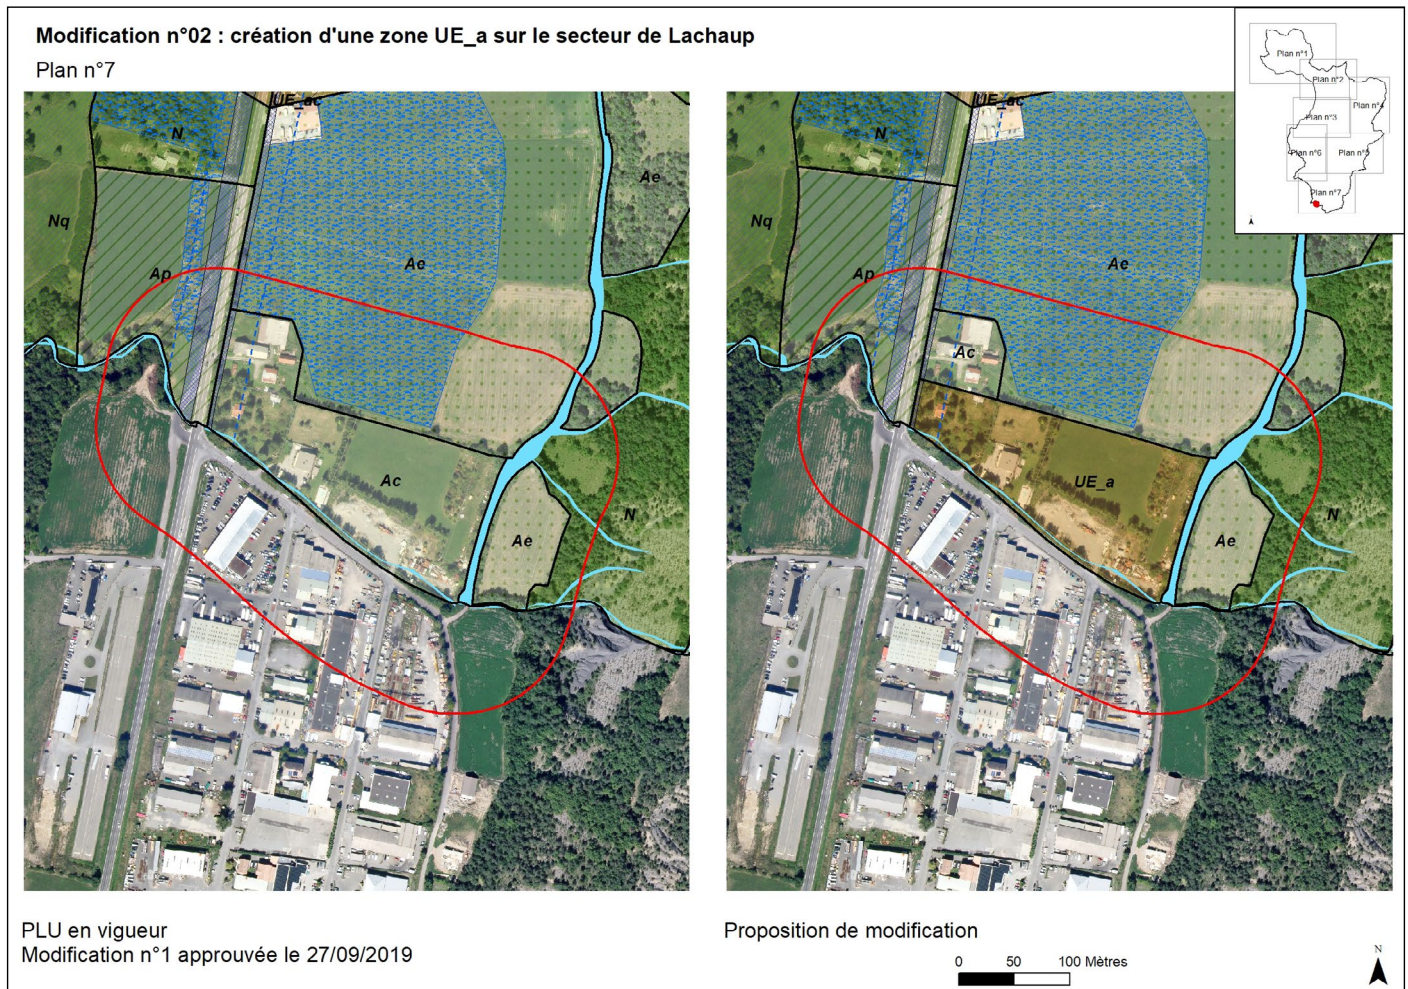 Modification n°02 : création d'une zone UE_a sur le secteur de Lachaup
Plan n°7
Plan n°1
Plan n°2
Plan n°4
Plan n°3
Plan n°6
Plan n°5
Plan n°7
UE_ac
N
Ae
Nq
Ap
Ae
Ac
Ae
N
UE_ac
N
Ap
Ae
Ac
UE_a
Ae
N
PLU en vigueur
Modification n°1 approuvée le 27/09/2019
Proposition de modification
0 50 100 Mètres
N